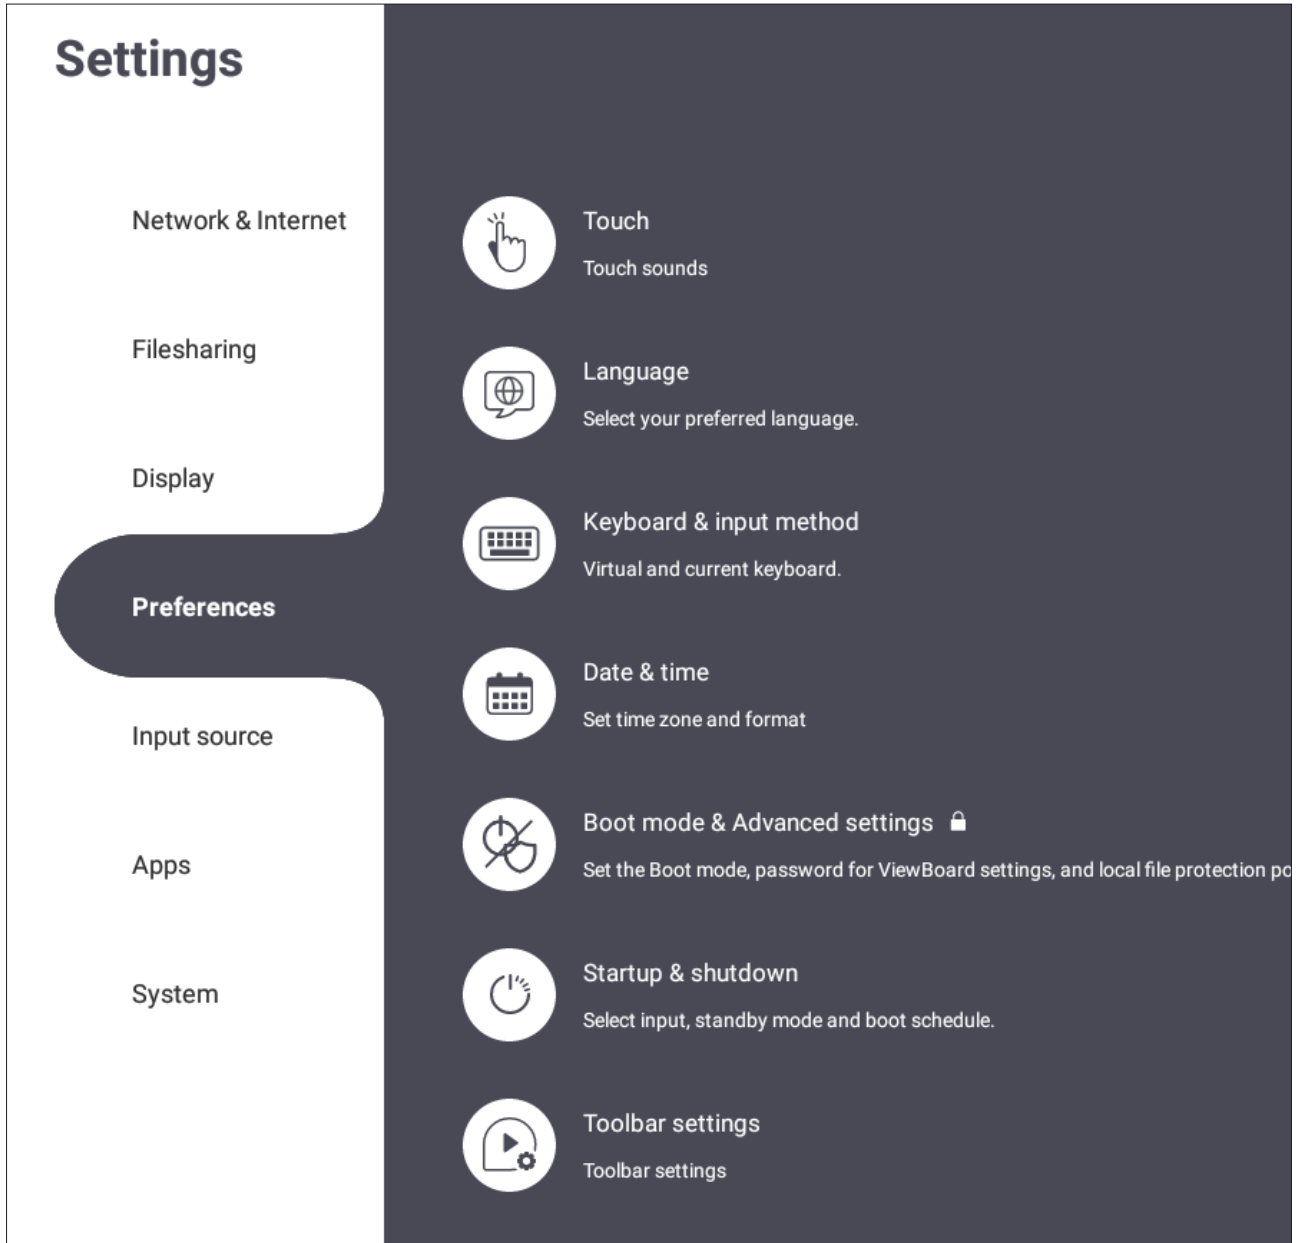 Settings
Network & Internet
Filesharing
Display
Preferences
Input source
Apps
System
Touch
Touch sounds
Language
Select your preferred language.
Keyboard & input method
Virtual and current keyboard.
Date & time
Set time zone and format
Boot mode & Advanced settings
Set the Boot mode, password for ViewBoard settings, and local file protection po
Startup & shutdown
Select input, standby mode and boot schedule.
Toolbar settings
Toolbar settings